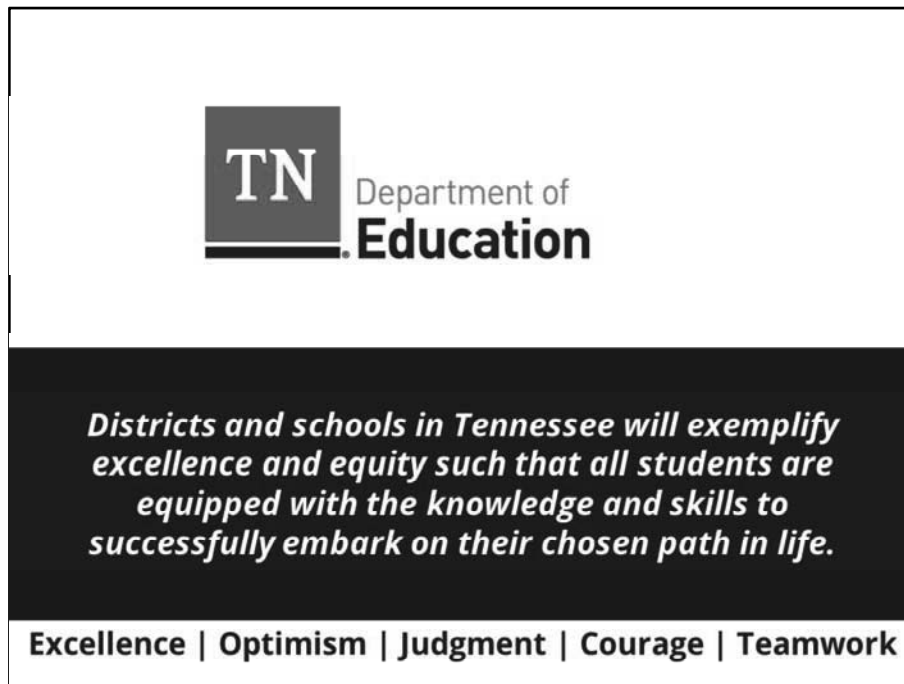 TN
Department of
Education
Districts and schools in Tennessee will exemplify
excellence and equity such that all students are
equipped with the knowledge and skills to
successfully embark on their chosen path in life.
Excellence | Optimism | Judgment | Courage | Teamwork